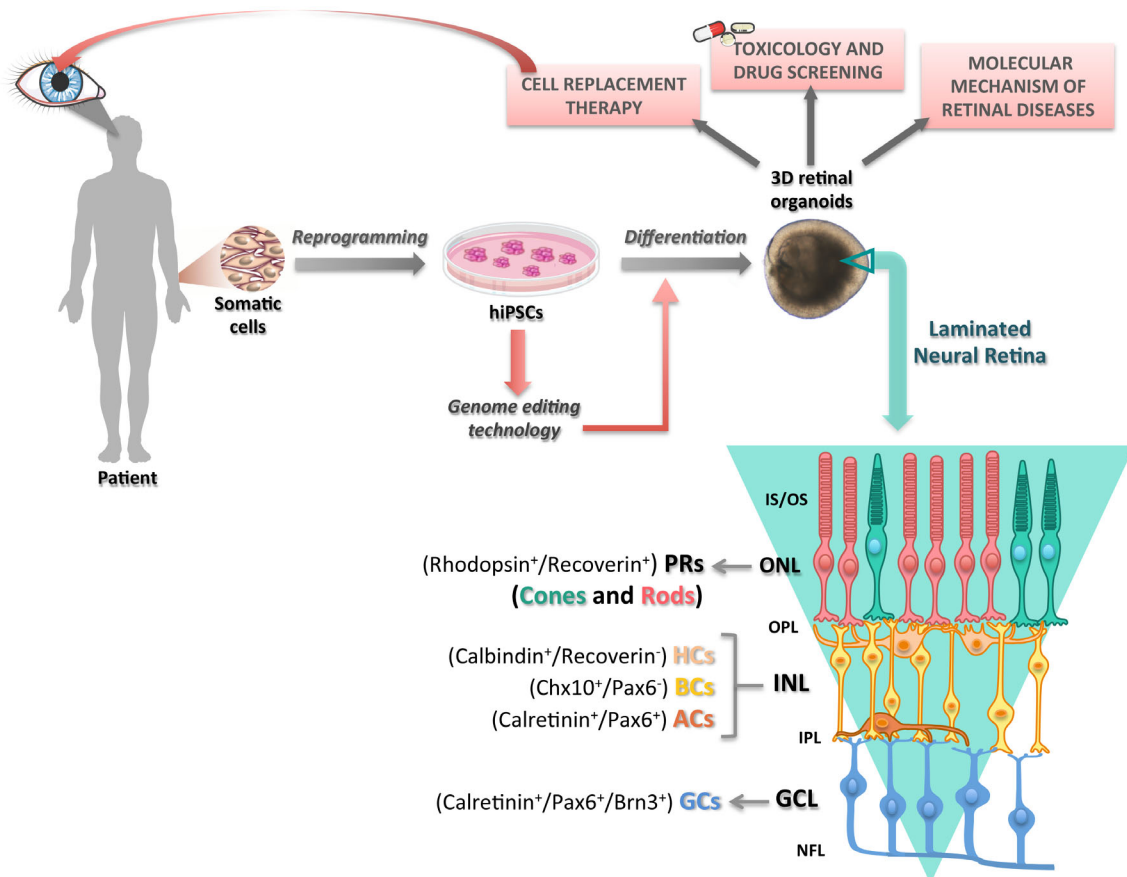 CELL REPLACEMENT
THERAPY
TOXICOLOGY AND
DRUG SCREENING
MOLECULAR
MECHANISM OF
RETINAL DISEASES
3D retinal
organoids
Reprogramming
Differentiation
Somatic
cells
hiPSCs
Laminated
Neural Retina
Genome editing
technology
Patient
IS/OS
(Rhodopsin⁺/Recoverin⁺) PRs
ONL
(Cones and Rods)
OPL
(Calbindin⁺/Recoverin⁻) HCs
(Chx10⁺/Pax6⁻) BCs
INL
(Calretinin⁺/Pax6⁺) ACs
IPL
(Calretinin⁺/Pax6⁺/Brn3⁺) GCs
GCL
NFL